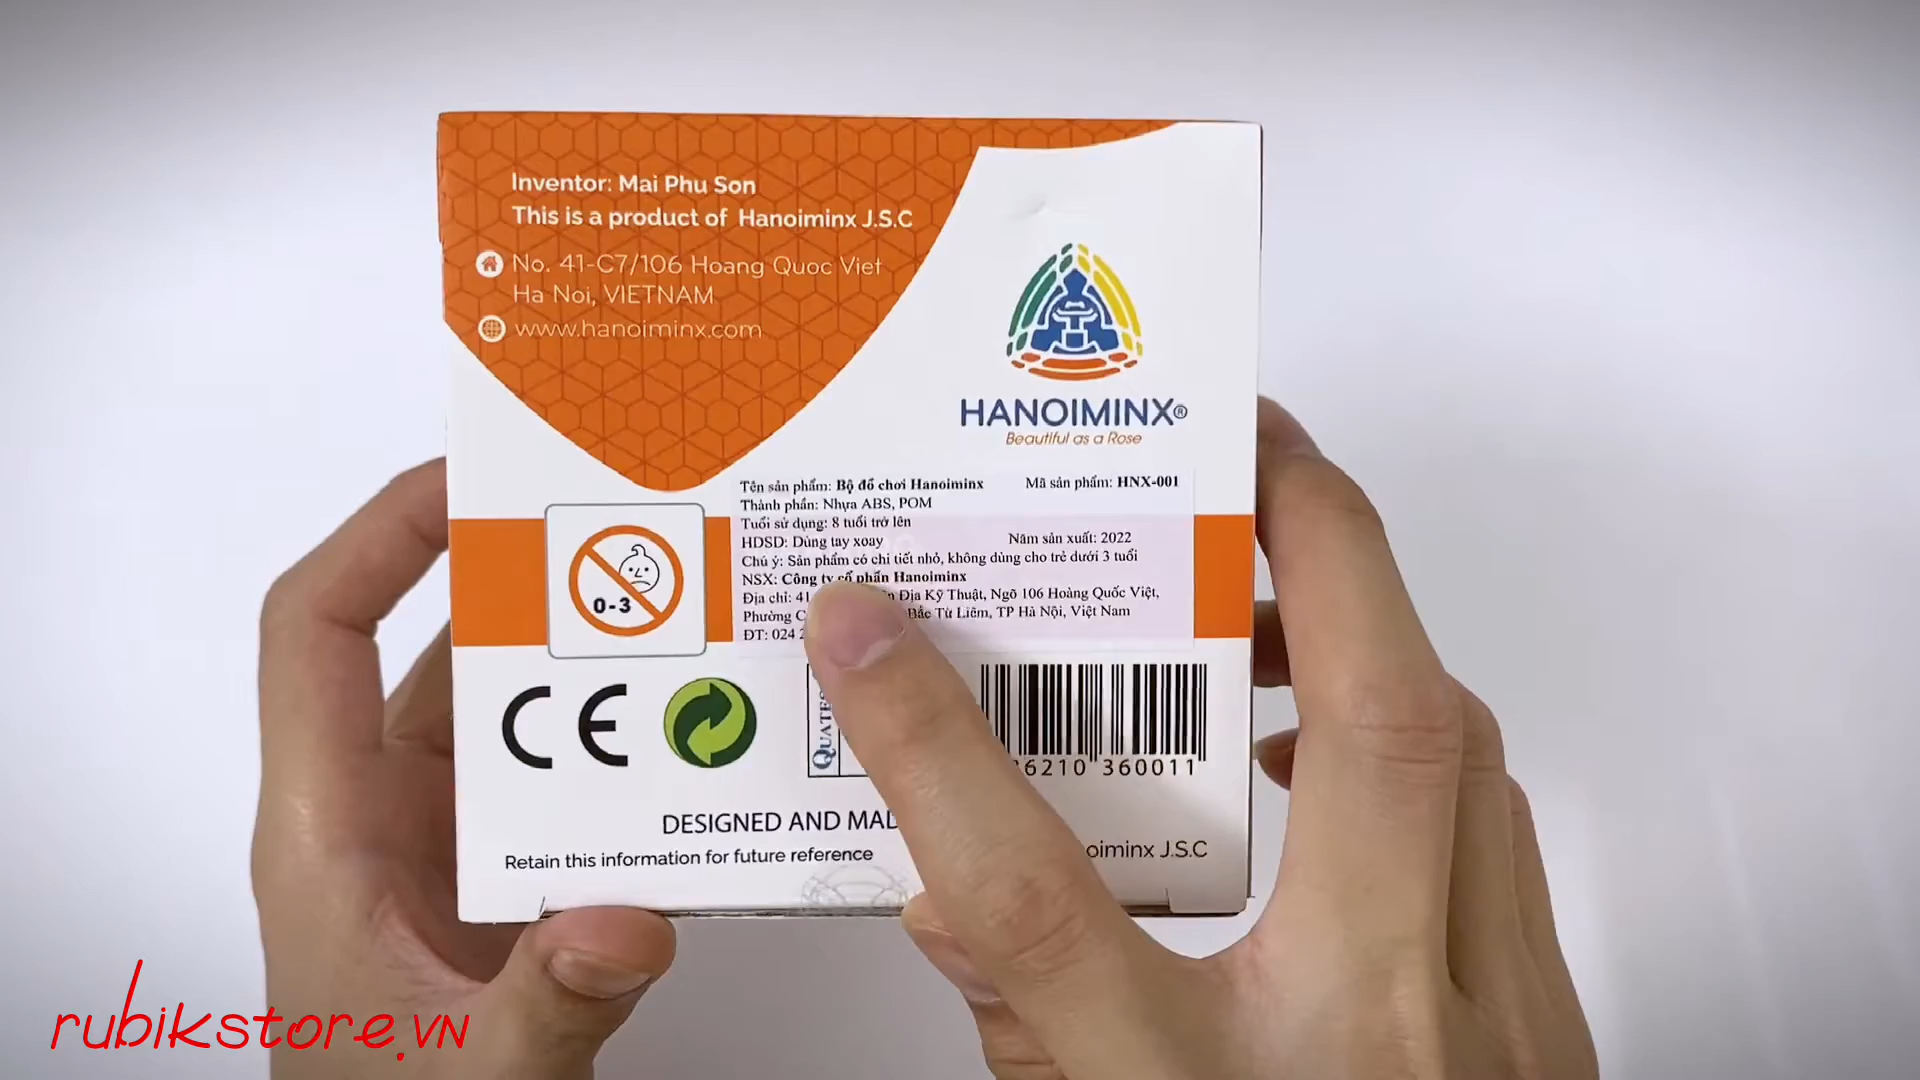 Inventor: Mai Phu Son
This is a product of Hanoiminx J.S.C
No. 41-C7/106 Hoang Quoc Viet
Ha Noi, VIETNAM
www.hanoiminx.com
HANOIMINX®
Beautiful as a Rose
Tên sản phẩm: Bộ đồ chơi Hanoiminx Mã sản phẩm: HNX-001
Thành phần: Nhựa ABS, POM
Tuổi sử dụng: 8 tuổi trở lên
HDSD: Dùng tay xoay Năm sản xuất: 2022
Chú ý: Sản phẩm có chi tiết nhỏ, không dùng cho trẻ dưới 3 tuổi
NSX: Công ty cổ phần Hanoiminx
Địa chỉ: 41 Địa Kỹ Thuật, Ngõ 106 Hoàng Quốc Việt,
Phường Bắc Từ Liêm, TP Hà Nội, Việt Nam
ĐT: 024
0-3
CE
6210 360011
DESIGNED AND
Retain this information for future reference
J.S.C
rubikstore.VN